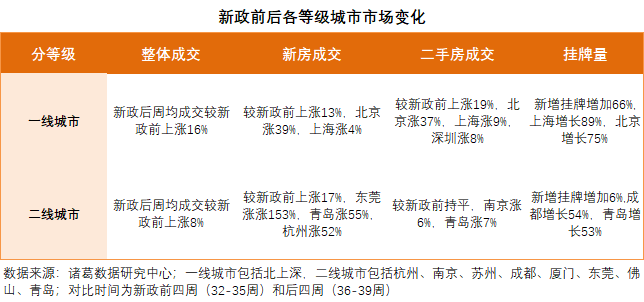 新政前后各等级城市市场变化
分等级 整体成交 新房成交 二手房成交 挂牌量
一线城市
新政后周均成交较新
政前上涨16%
较新政前上涨13%，北京
涨39%，上海涨4%
较新政前上涨19%，北
京涨37%，上海涨9%，
深圳涨8%
新增挂牌增加66%，
上海增长89%，北京
增长75%
二线城市
新政后周均成交较新
政前上涨8%
较新政前上涨17%，东莞
涨涨153%，青岛涨55%，
杭州涨52%
较新政前持平，南京涨
6%，青岛涨7%
新增挂牌增加6%,成
都增长54%，青岛增
长53%
数据来源：诸葛数据研究中心；一线城市包括北上深，二线城市包括杭州、南京、苏州、成都、厦门、东莞、佛
山、青岛；对比时间为新政前四周（32-35周）和后四周（36-39周）